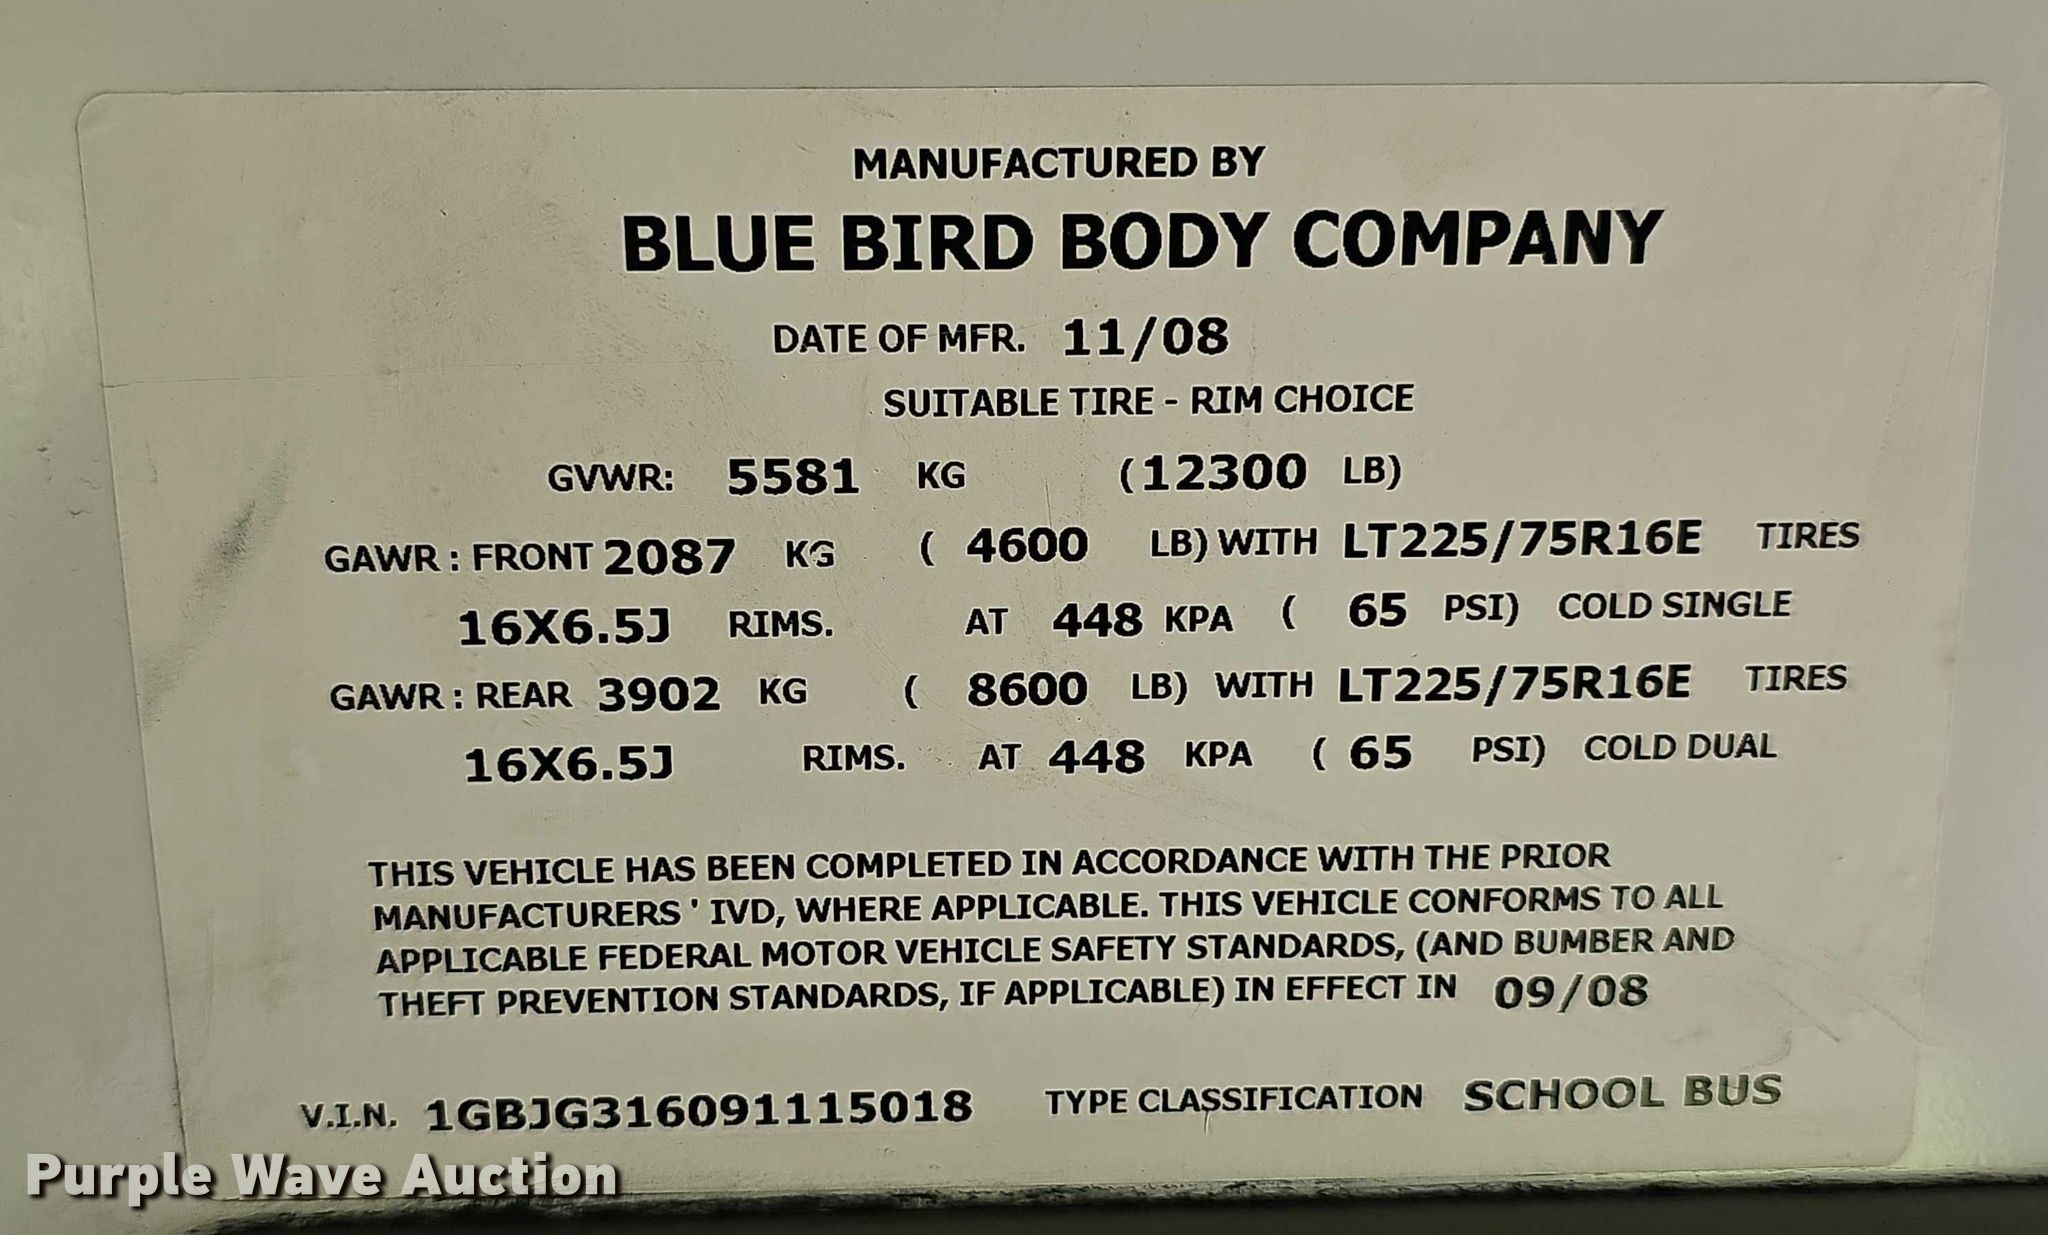 MANUFACTURED BY
BLUE BIRD BODY COMPANY
DATE OF MFR. 11/08
SUITABLE TIRE - RIM CHOICE
GVWR: 5581 KG (12300 LB)
GAWR : FRONT 2087 KG ( 4600 LB) WITH LT225/75R16E TIRES
16X6.5J RIMS. AT 448 KPA ( 65 PSI) COLD SINGLE
GAWR : REAR 3902 KG ( 8600 LB) WITH LT225/75R16E TIRES
16X6.5J RIMS. AT 448 KPA ( 65 PSI) COLD DUAL
THIS VEHICLE HAS BEEN COMPLETED IN ACCORDANCE WITH THE PRIOR
MANUFACTURERS ' IVD, WHERE APPLICABLE. THIS VEHICLE CONFORMS TO ALL
APPLICABLE FEDERAL MOTOR VEHICLE SAFETY STANDARDS, (AND BUMBER AND
THEFT PREVENTION STANDARDS, IF APPLICABLE) IN EFFECT IN 09/08
V.I.N. 1GBJG316091115018 TYPE CLASSIFICATION SCHOOL BUS
Purple Wave Auction